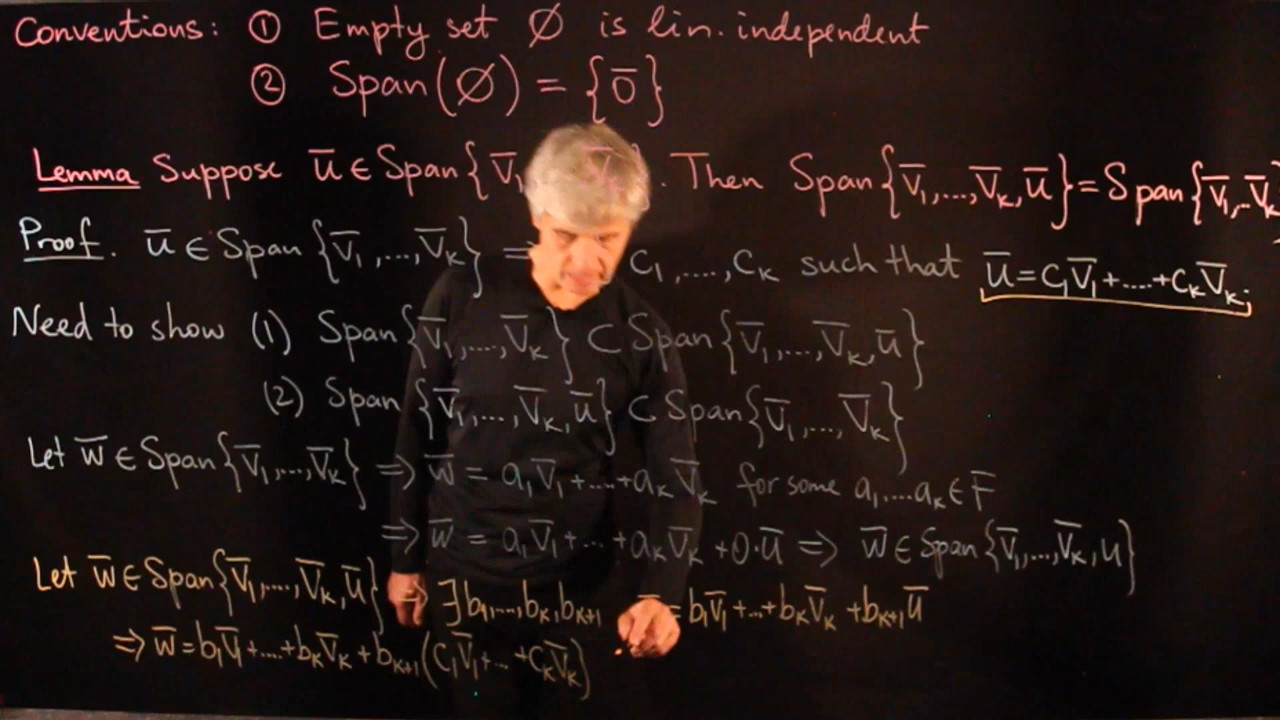 Conventions: ① Empty set ∅ is lin. independent
② Span(∅) = {0̅}
Lemma Suppose u̅ ∈ Span{v̅₁ v̅ₖ}. Then Span{v̅₁,...,v̅ₖ,u̅}=Span{v̅₁,..v̅ₖ
Proof. u̅ ∈ Span {v̅₁,...,v̅ₖ} ⇒ c₁,....,cₖ such that u̅=c₁v̅₁+....+cₖv̅ₖ;
Need to show (1) Span{v̅₁,...,v̅ₖ} ⊂ Span{v̅₁,...,v̅ₖ,u̅}
(2) Span{v̅₁,...,v̅ₖ,u̅} ⊂ Span{v̅₁,...,v̅ₖ}
Let w̅ ∈ Span{v̅₁,...,v̅ₖ} ⇒ w̅ = a₁v̅₁+...+aₖv̅ₖ for some a₁....aₖ∈F
⇒ w̅ = a₁v̅₁+...+aₖv̅ₖ+0·u̅ ⇒ w̅ ∈ Span{v̅₁,...,v̅ₖ,u}
Let w̅ ∈ Span{v̅₁,...,v̅ₖ,u̅} ⇒ ∃b₁,...,bₖ,bₖ₊₁ =b₁v̅₁+...+bₖv̅ₖ+bₖ₊₁u̅
⇒ w̅=b₁v̅₁+....+bₖv̅ₖ+bₖ₊₁(c₁v̅₁+...+cₖv̅ₖ)